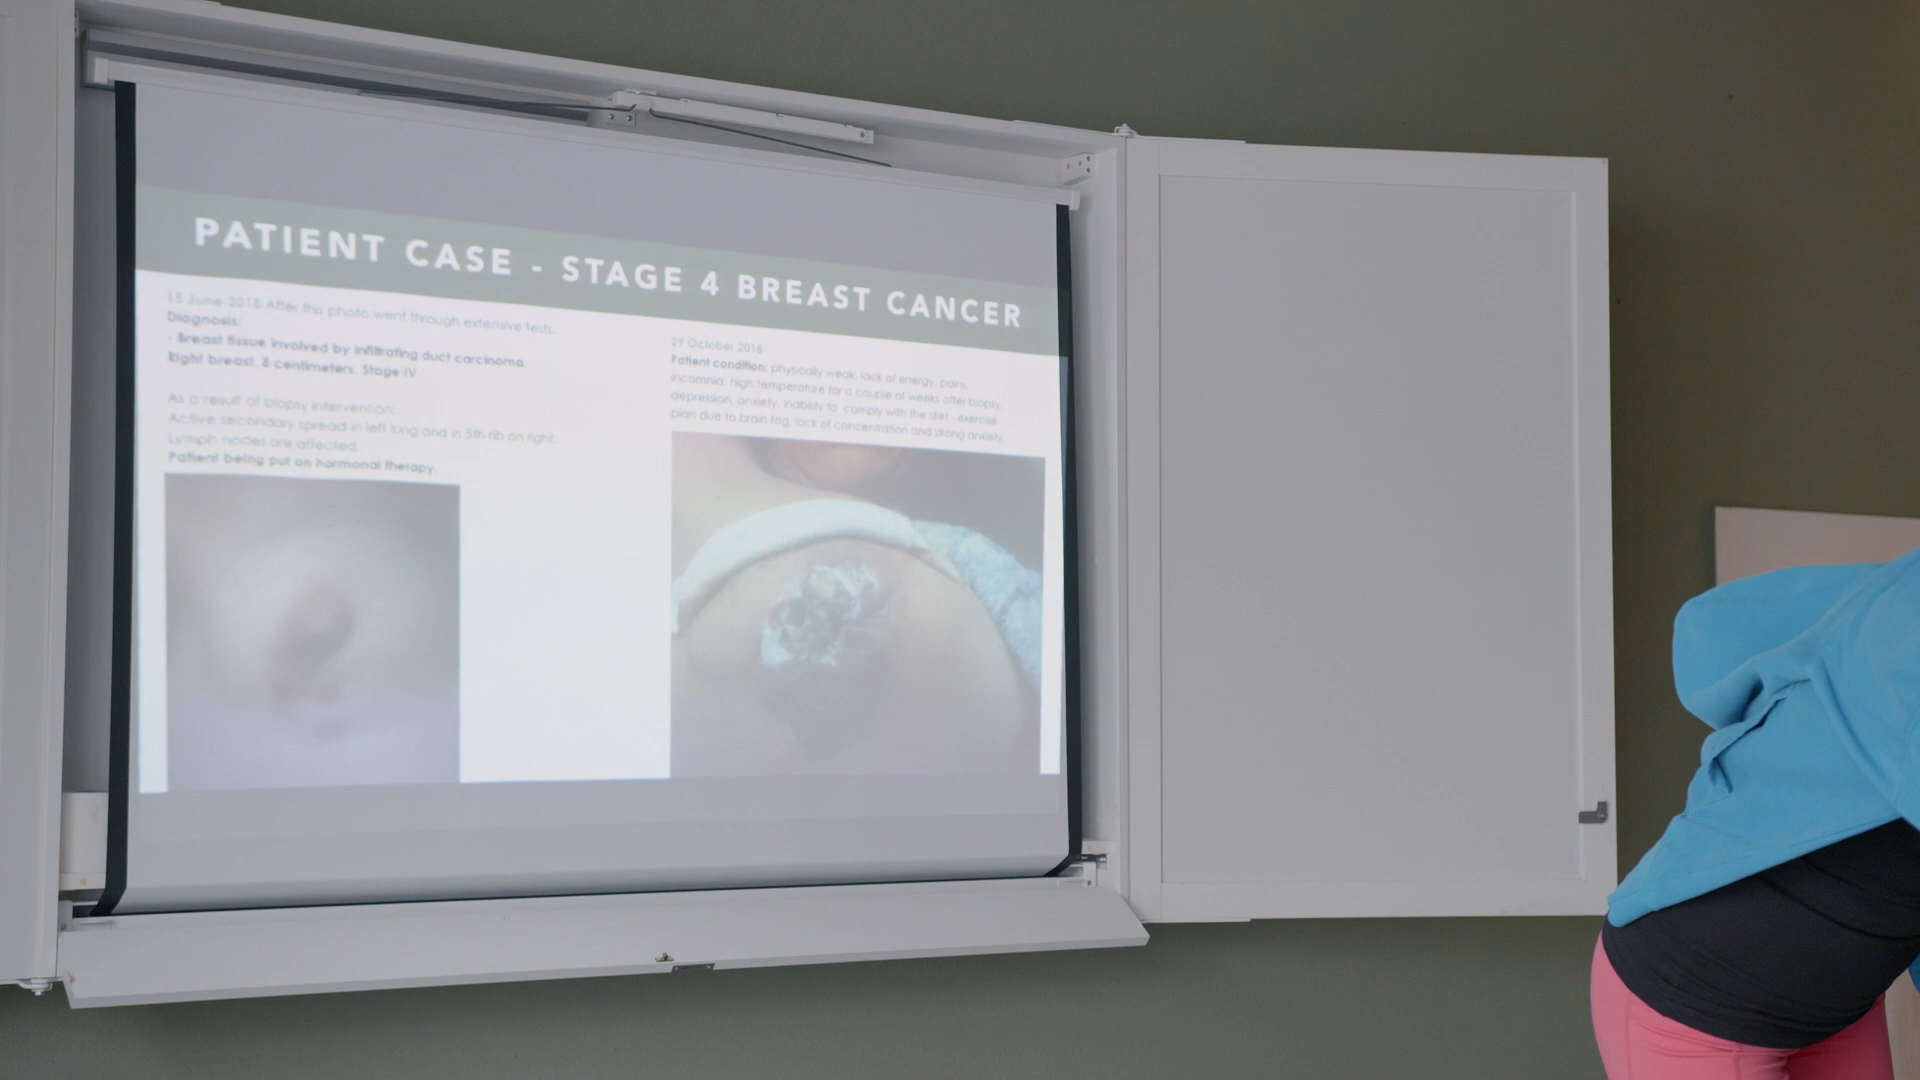 PATIENT CASE - STAGE 4 BREAST CANCER
15 June 2018 After this photo went through extensive tests.
Diagnosis:
- Breast tissue involved by infiltrating duct carcinoma.
Right breast, 8 centimeters. Stage IV
As a result of biopsy intervention:
Active secondary spread in left lung and in 5th rib on right.
Lymph nodes are affected.
Patient being put on hormonal therapy.
29 October 2018
Patient condition: physically weak, lack of energy, pains,
incomnia, high temperature for a couple of weeks after biopsy,
depression, anxiety, inability to comply with the diet - exercise
plan due to brain fog, lack of concentration and strong anxiety.